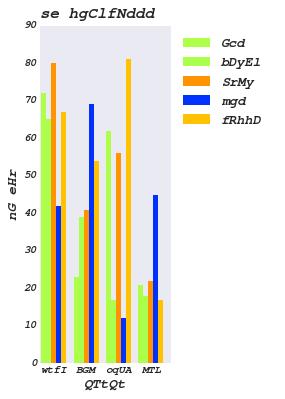 se hgClfNddd
nG eHr
90
80
70
60
50
40
30
20
10
0
wtfI BGM cqUA MTL
QTtQt
Gcd
bDyEl
SrMy
mgd
fRhhD